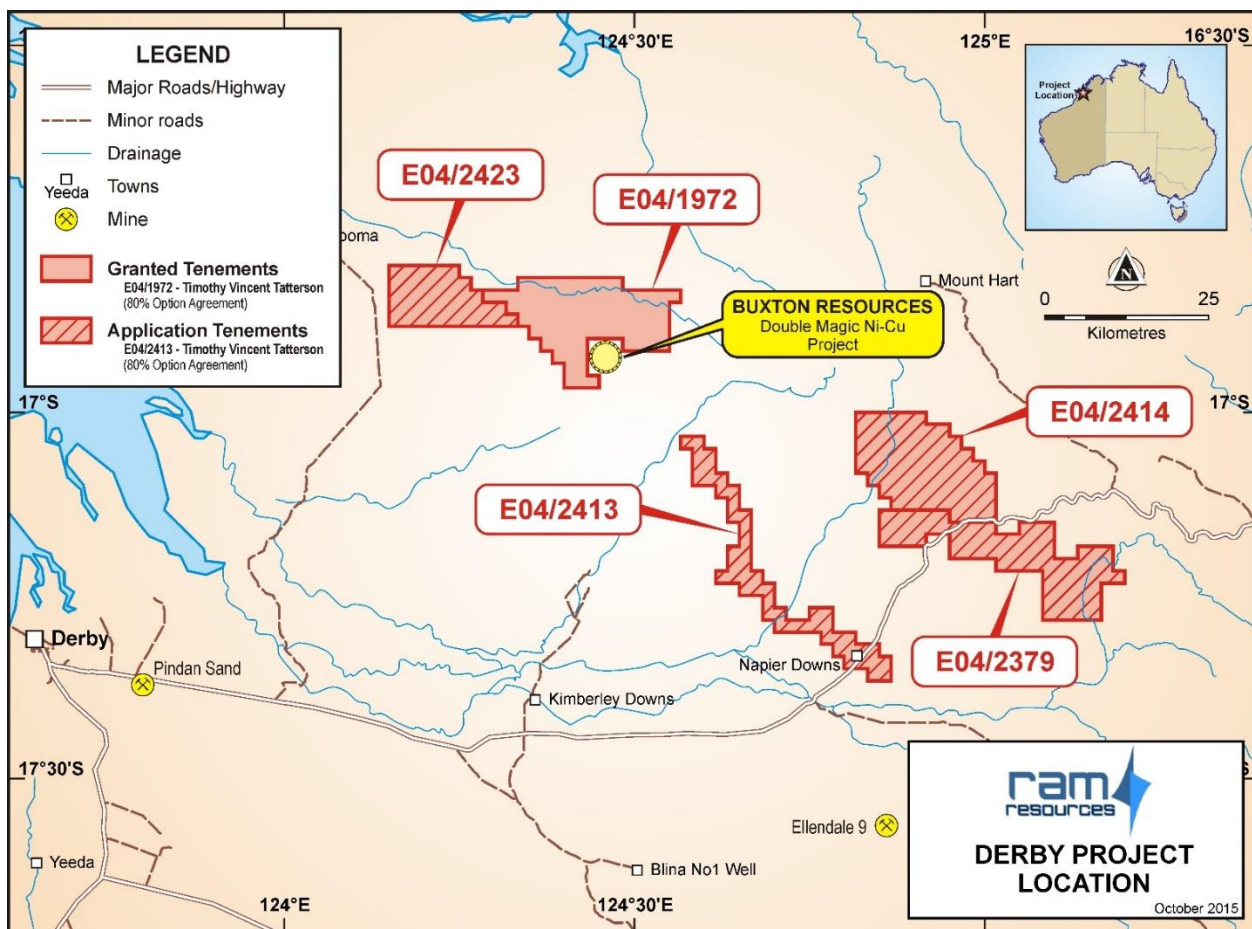 124°30'E
125°E
16°30'S
LEGEND
Major Roads/Highway
Minor roads
Drainage
Yeeda
Towns
Mine
Granted Tenements
E04/1972 - Timothy Vincent Tatterson
(80% Option Agreement)
Application Tenements
E04/2413 - Timothy Vincent Tatterson
(80% Option Agreement)
Project
Location
E04/2423
E04/1972
ooma
Mount Hart
N
0 25
Kilometres
BUXTON RESOURCES
Double Magic Ni-Cu
Project
17°S
17°S
E04/2414
E04/2413
Derby
Pindan Sand
Napier Downs
E04/2379
Kimberley Downs
17°30'S
Ellendale 9
Yeeda
Blina No1 Well
124°E
124°30'E
ram
resources
DERBY PROJECT
LOCATION
October 2015